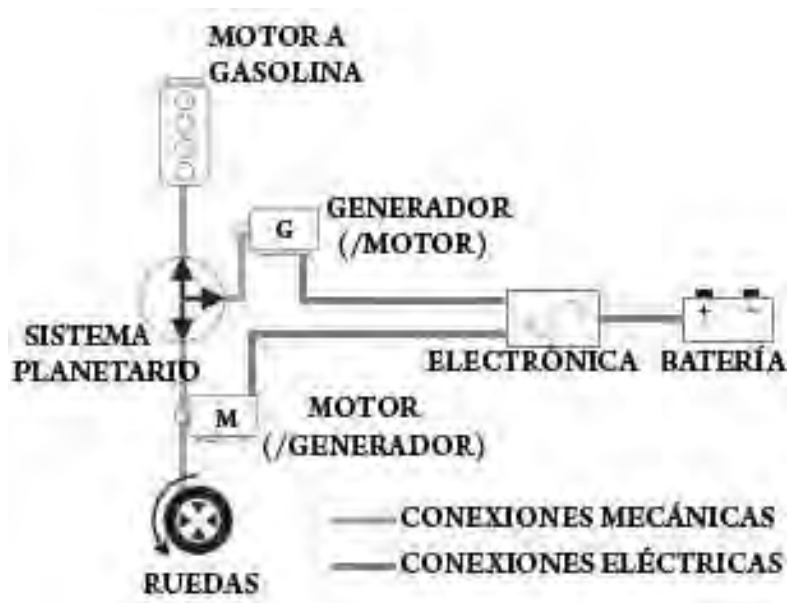 MOTOR A
GASOLINA
G
GENERADOR
(/MOTOR)
SISTEMA
PLANETARIO
ELECTRÓNICA
+ -
BATERÍA
M
MOTOR
(/GENERADOR)
RUEDAS
CONEXIONES MECÁNICAS
CONEXIONES ELÉCTRICAS